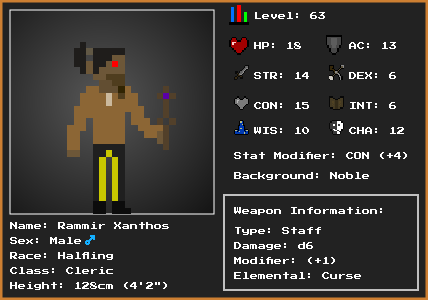 Level: 63
HP: 18
AC: 13
STR: 14
DEX: 6
CON: 15
INT: 6
WIS: 10
CHA: 12
Stat Modifier: CON (+4)
Background: Noble
Name: Rammir Xanthos
Sex: Male♂
Race: Halfling
Class: Cleric
Height: 128cm (4'2")
Weapon Information:
Type: Staff
Damage: d6
Modifier: (+1)
Elemental: Curse